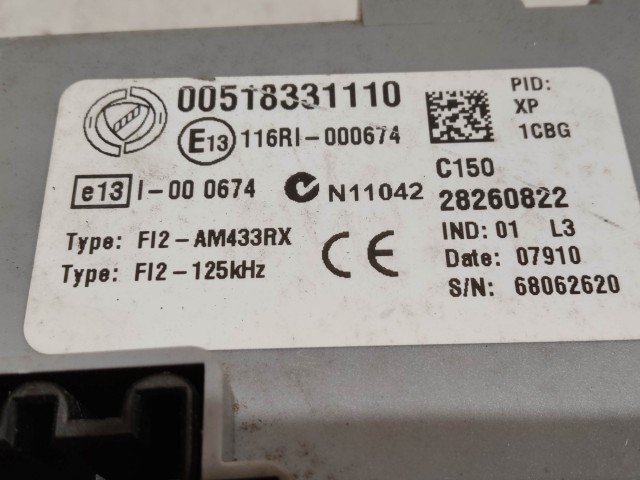 00518331110
E13 116RI-000674
e13 I-00 0674 N11042
Type: FI2-AM433RX
Type: FI2-125kHz
CE
PID:
XP
1CBG
C150
28260822
IND: 01 L3
Date: 07910
S/N: 68062620